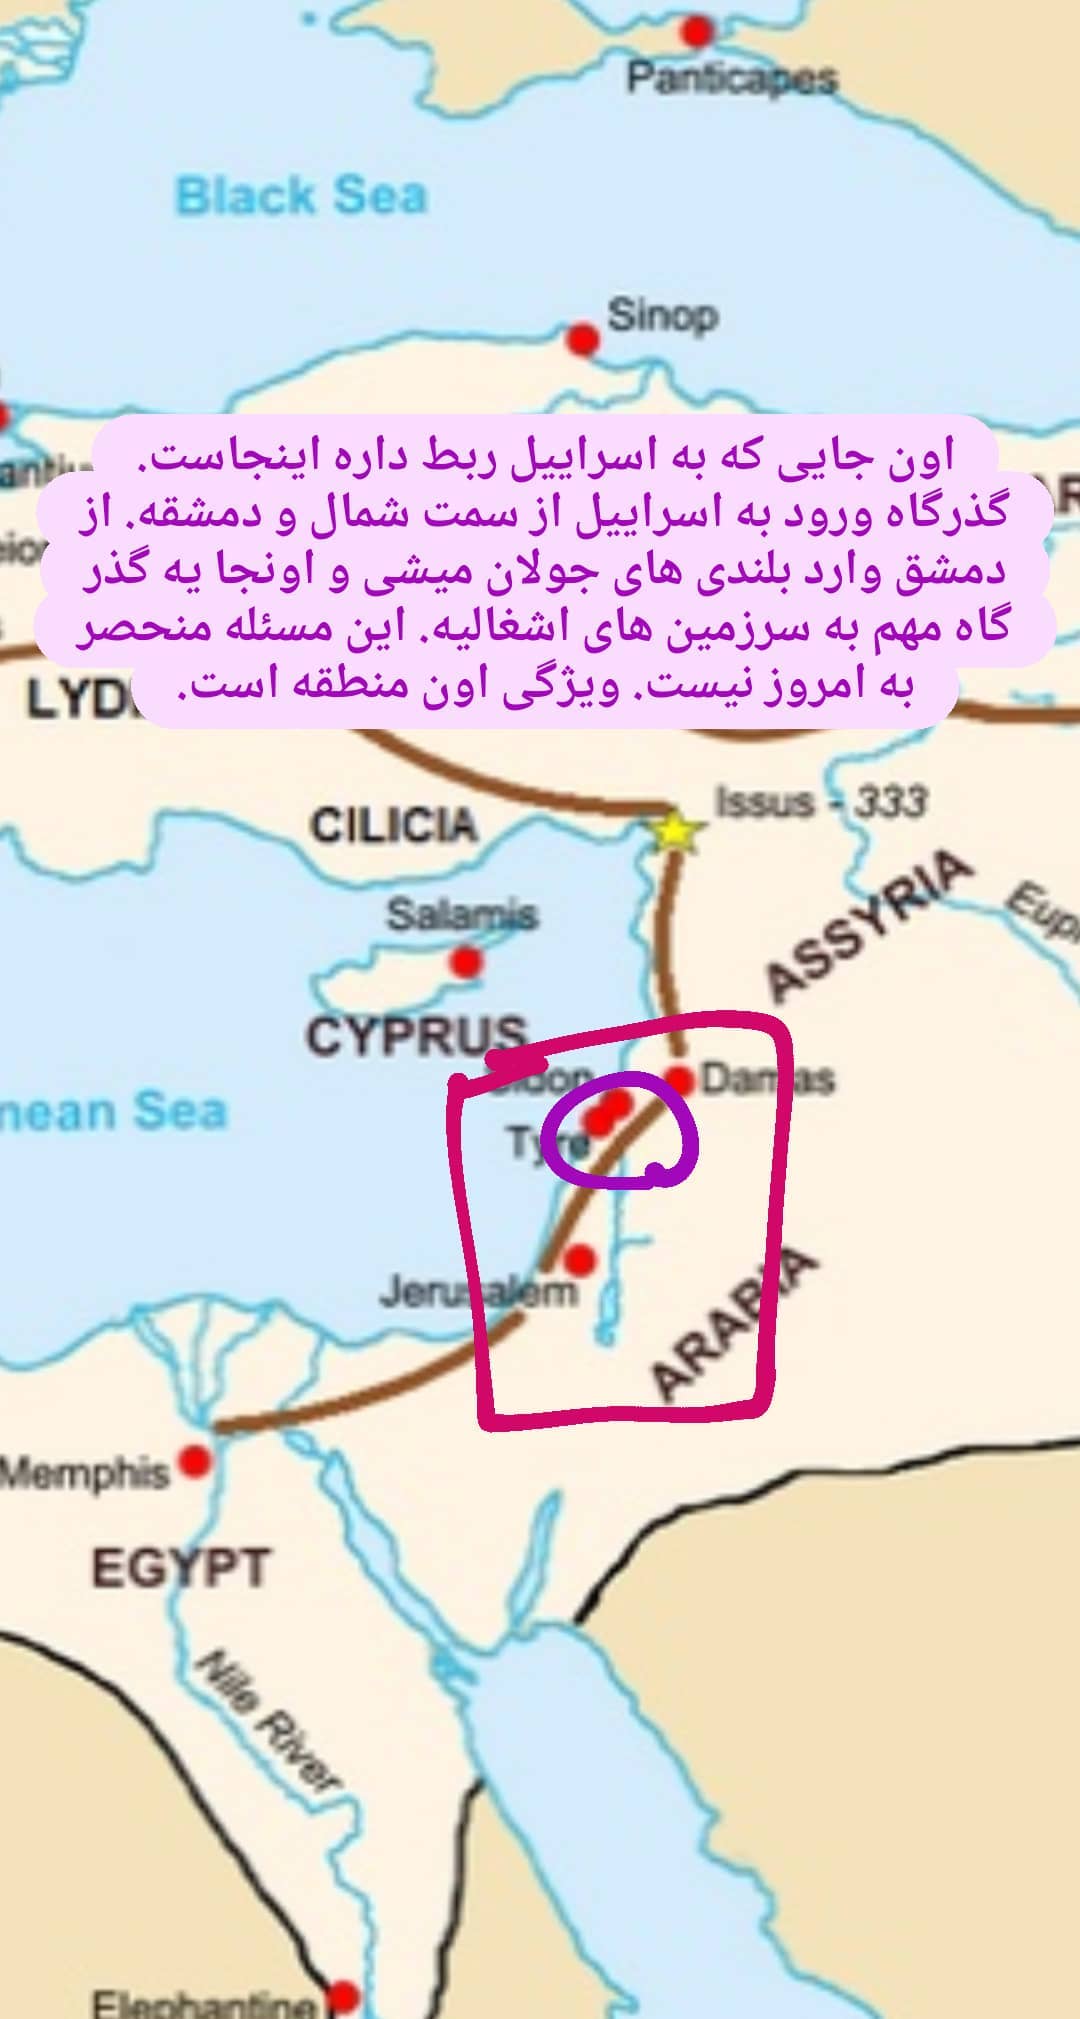 Panticapes
Black Sea
Sinop
اون جایی که به اسراییل ربط داره اینجاست.
گذرگاه ورود به اسراییل از سمت شمال و دمشقه. از
دمشق وارد بلندی های جولان میشی و اونجا یه گذر
گاه مهم به سرزمین های اشغالیه. این مسئله منحصر
به امروز نیست. ویژگی اون منطقه است.
Issus - 333
CILICIA
ASSYRIA
Salamis
CYPRUS
Damas
nean Sea
Tyre
Jerusalem
ARABIA
Memphis
EGYPT
Nile River
Elephantine